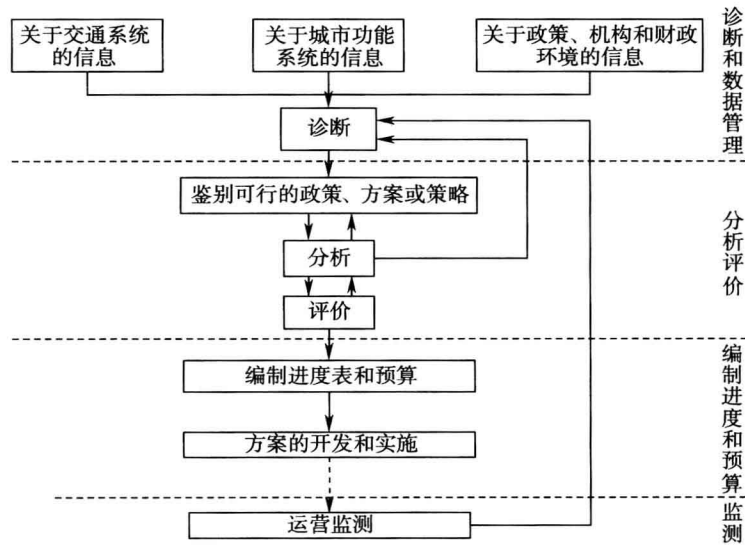 关于交通系统
的信息
关于城市功能
系统的信息
关于政策、机构和财政
环境的信息
诊断
诊断和数据管理
鉴别可行的政策、方案或策略
分析
评价
分析评价
编制进度表和预算
方案的开发和实施
编制进度和预算
运营监测
监测